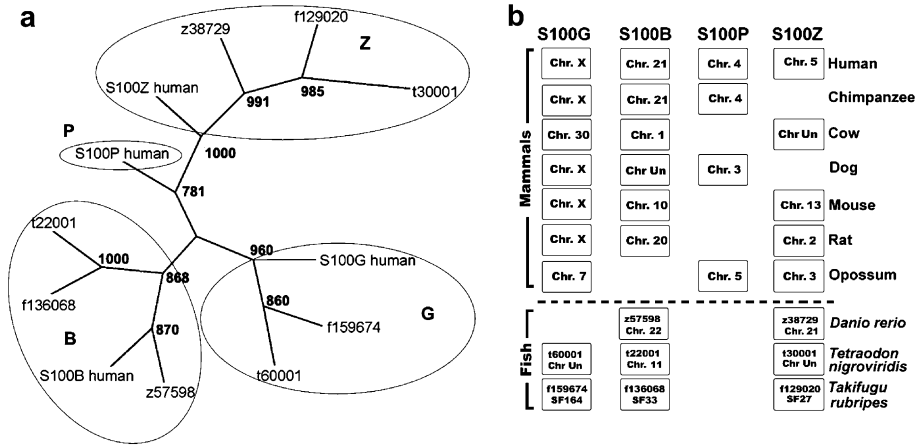 a
z38729
f129020
Z
S100Z human
991
985
t30001
P
1000
S100P human
781
t22001
1000
868
960
S100G human
f136068
860
G
B
870
f159674
S100B human
z57598
t60001
b
S100G S100B S100P S100Z
Mammals
Chr. X Chr. 21 Chr. 4 Chr. 5 Human
Chr. X Chr. 21 Chr. 4 Chimpanzee
Chr. 30 Chr. 1 Chr Un Cow
Chr. X Chr Un Chr. 3 Dog
Chr. X Chr. 10 Chr. 13 Mouse
Chr. X Chr. 20 Chr. 2 Rat
Chr. 7 Chr. 5 Chr. 3 Opossum
Fish
z57598 z38729 Danio rerio
Chr. 22 Chr. 21
t60001 t22001 t30001 Tetraodon
Chr Un Chr. 11 Chr Un nigroviridis
f159674 f136068 f129020 Takifugu
SF164 SF33 SF27 rubripes